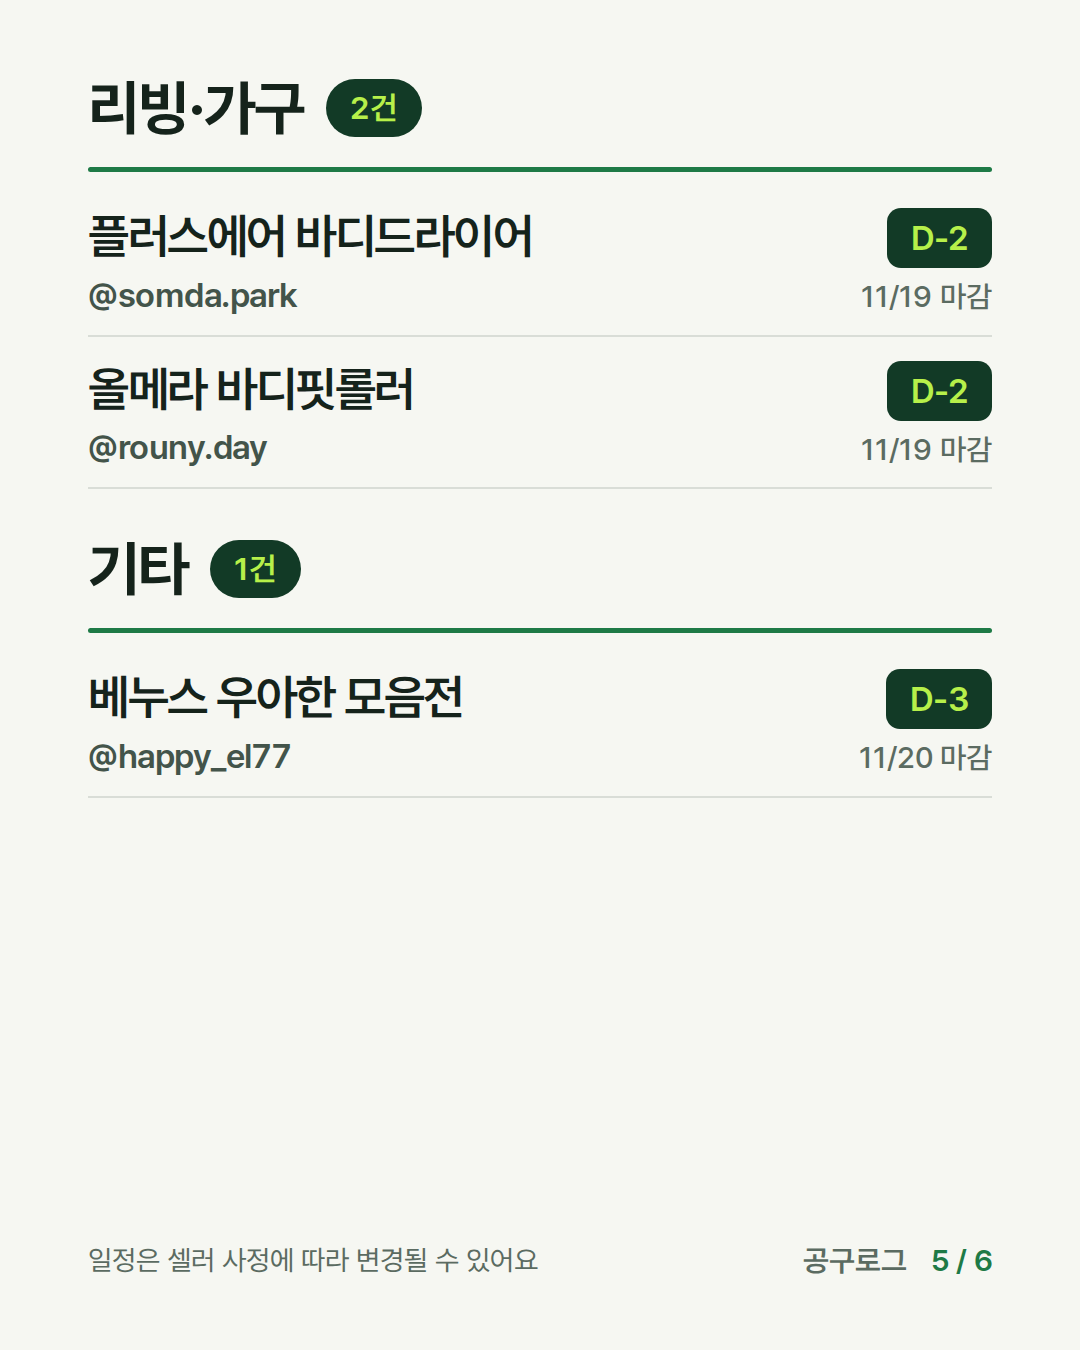 리빙·가구 2건
플러스에어 바디드라이어 D-2
@somda.park 11/19 마감
올메라 바디핏롤러 D-2
@rouny.day 11/19 마감
기타 1건
베누스 우아한 모음전 D-3
@happy_el77 11/20 마감
일정은 셀러 사정에 따라 변경될 수 있어요 공구로그 5 / 6